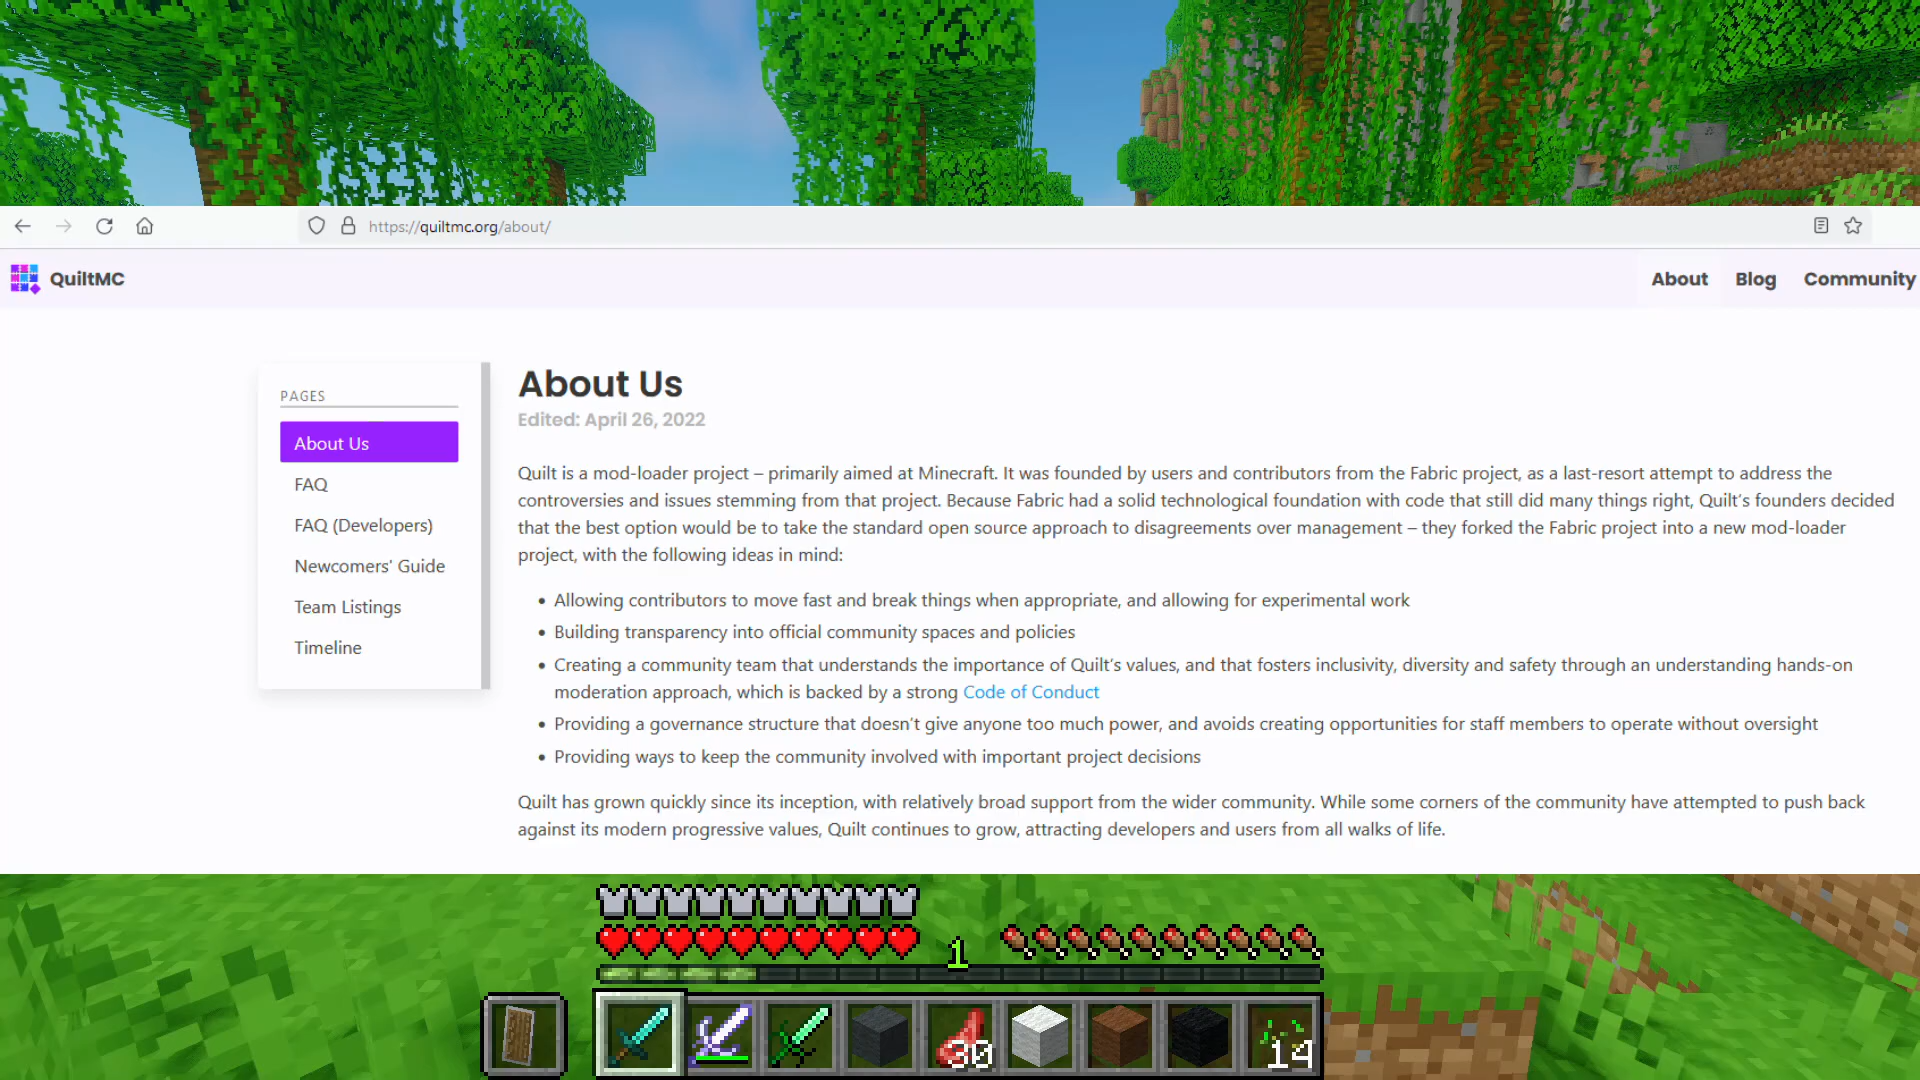 https://quiltmc.org/about/
QuiltMC
About Blog Community
PAGES
About Us
FAQ
FAQ (Developers)
Newcomers' Guide
Team Listings
Timeline
About Us
Edited: April 26, 2022
Quilt is a mod-loader project – primarily aimed at Minecraft. It was founded by users and contributors from the Fabric project, as a last-resort attempt to address the
controversies and issues stemming from that project. Because Fabric had a solid technological foundation with code that still did many things right, Quilt's founders decided
that the best option would be to take the standard open source approach to disagreements over management – they forked the Fabric project into a new mod-loader
project, with the following ideas in mind:
• Allowing contributors to move fast and break things when appropriate, and allowing for experimental work
• Building transparency into official community spaces and policies
• Creating a community team that understands the importance of Quilt's values, and that fosters inclusivity, diversity and safety through an understanding hands-on
moderation approach, which is backed by a strong Code of Conduct
• Providing a governance structure that doesn't give anyone too much power, and avoids creating opportunities for staff members to operate without oversight
• Providing ways to keep the community involved with important project decisions
Quilt has grown quickly since its inception, with relatively broad support from the wider community. While some corners of the community have attempted to push back
against its modern progressive values, Quilt continues to grow, attracting developers and users from all walks of life.
1
30
14